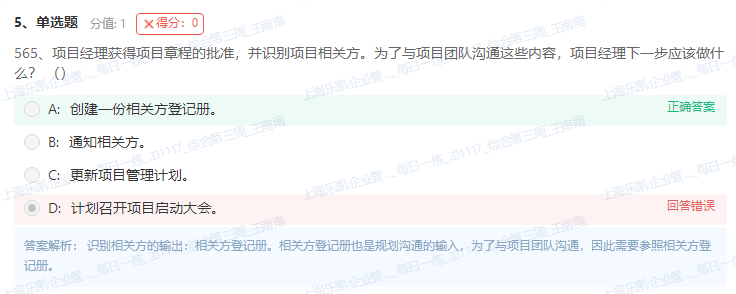 5、单选题 分值: 1 ✕得分：0
565、项目经理获得项目章程的批准，并识别项目相关方。为了与项目团队沟通这些内容，项目经理下一步应该做什
么？ （）
A: 创建一份相关方登记册。 正确答案
B: 通知相关方。
C: 更新项目管理计划。
D: 计划召开项目启动大会。 回答错误
答案解析： 识别相关方的输出：相关方登记册。相关方登记册也是规划沟通的输入，为了与项目团队沟通，因此需要参照相关方登
记册。
上海乐凯企业管..._每日一练_201117_综合第三周_王南南